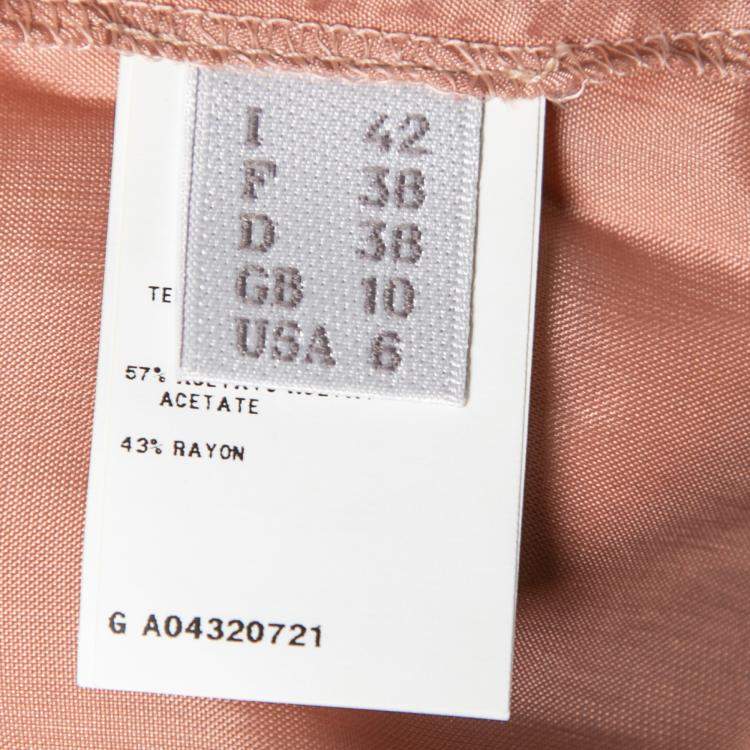 I 42
F 38
D 38
GB 10
USA 6
TE
57%
ACETATE
43% RAYON
G A04320721